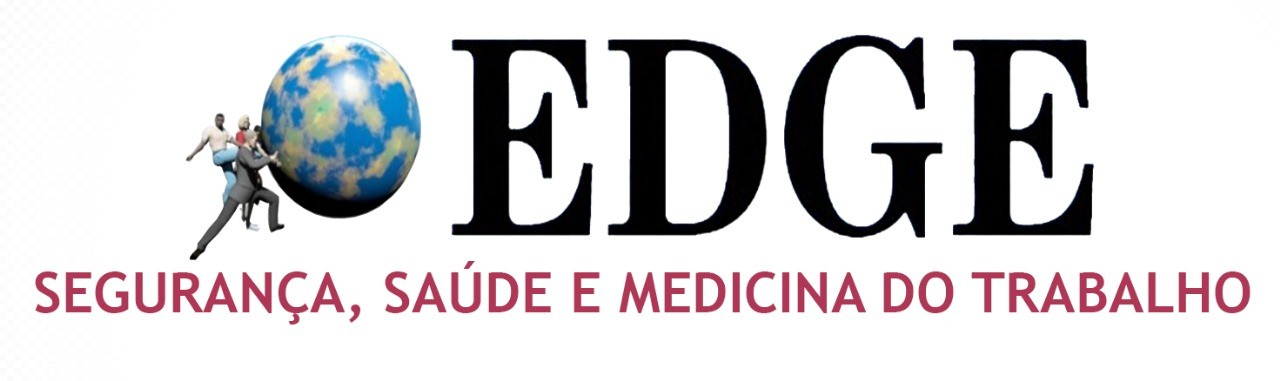 EDGE
SEGURANÇA, SAÚDE E MEDICINA DO TRABALHO